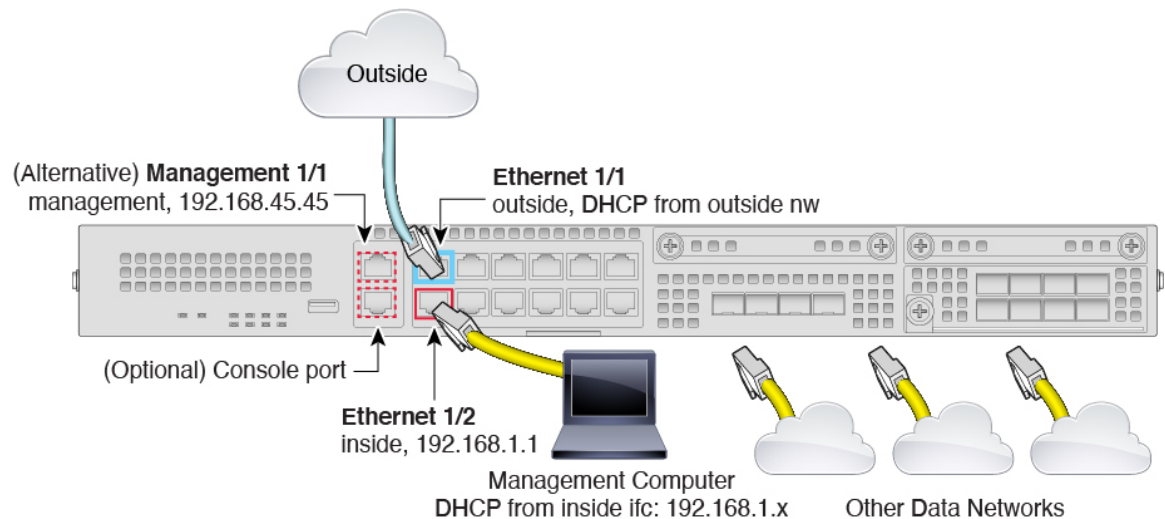 Outside
(Alternative) Management 1/1
management, 192.168.45.45
Ethernet 1/1
outside, DHCP from outside nw
(Optional) Console port
Ethernet 1/2
inside, 192.168.1.1
Management Computer
DHCP from inside ifc: 192.168.1.x
Other Data Networks